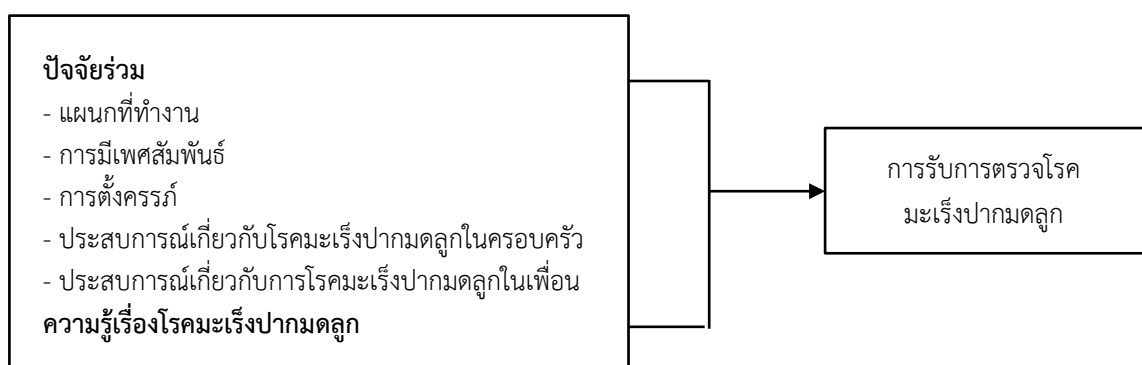 ปัจจัยร่วม
- แผนกที่ทำงาน
- การมีเพศสัมพันธ์
- การตั้งครรภ์
- ประสบการณ์เกี่ยวกับโรคมะเร็งปากมดลูกในครอบครัว
- ประสบการณ์เกี่ยวกับการโรคมะเร็งปากมดลูกในเพื่อน
ความรู้เรื่องโรคมะเร็งปากมดลูก
การรับการตรวจโรค
มะเร็งปากมดลูก